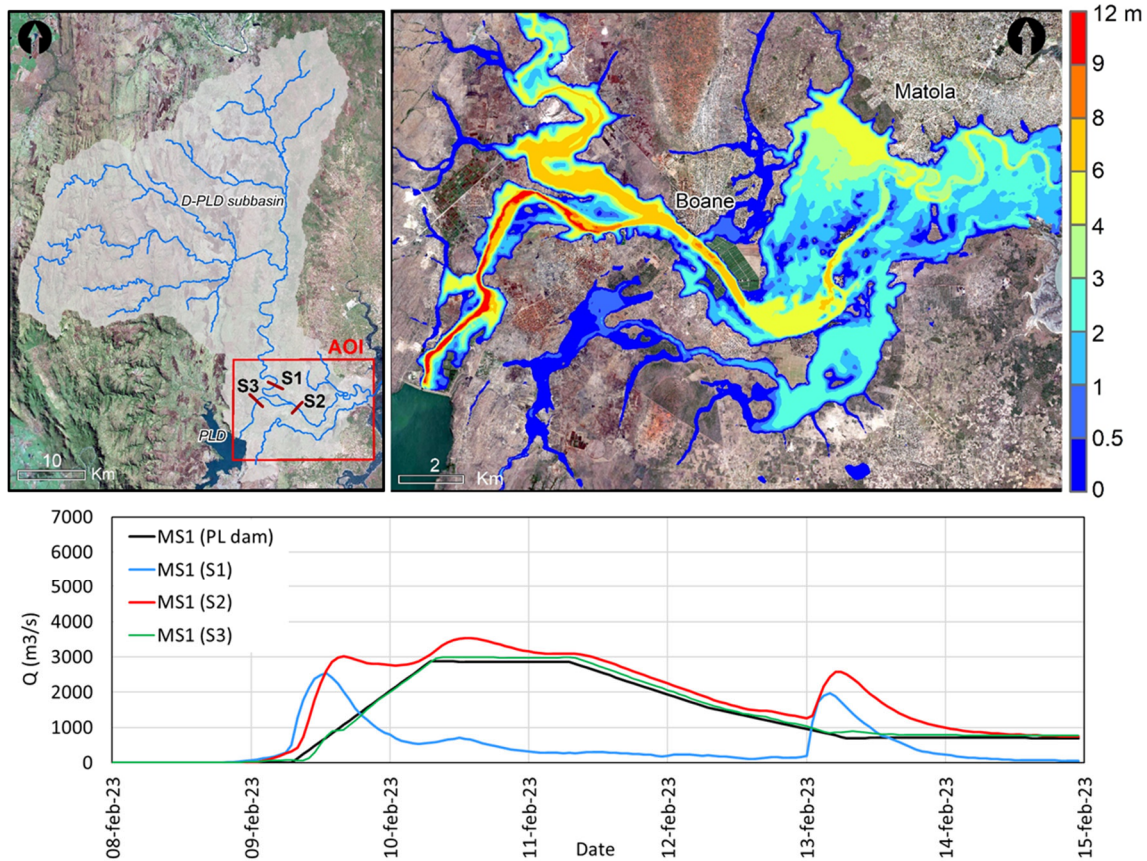 D-PLD subbasin
AOI
S1
S3
S2
PLD
10
Km
Matola
Boane
2
Km
12 m
9
8
6
4
3
2
1
0.5
0
7000
6000
5000
4000
3000
2000
1000
0
Q (m3/s)
MS1 (PL dam)
MS1 (S1)
MS1 (S2)
MS1 (S3)
08-feb-23
09-feb-23
10-feb-23
11-feb-23
12-feb-23
13-feb-23
14-feb-23
15-feb-23
Date